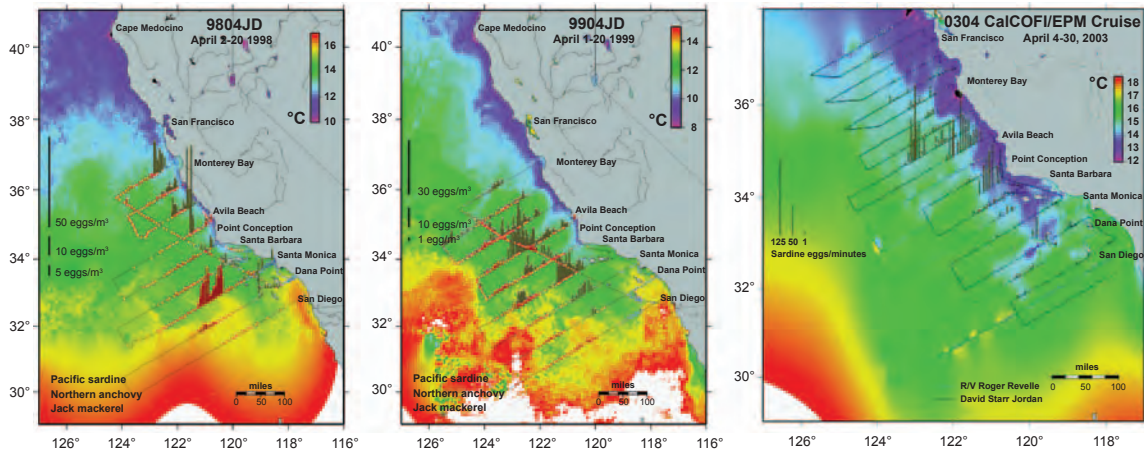 9804JD
April 2-20 1998
Cape Medocino
°C
16
14
12
10
San Francisco
Monterey Bay
Avila Beach
Point Conception
Santa Barbara
Santa Monica
Dana Point
San Diego
50 eggs/m³
10 eggs/m³
5 eggs/m³
Pacific sardine
Northern anchovy
Jack mackerel
miles
0 50 100
40°
38°
36°
34°
32°
30°
126° 124° 122° 120° 118° 116°
9904JD
April 1-20 1999
Cape Medocino
°C
14
12
10
8
San Francisco
Monterey Bay
Avila Beach
Point Conception
Santa Barbara
Santa Monica
Dana Point
San Diego
30 eggs/m³
10 eggs/m³
1 eggs/m³
Pacific sardine
Northern anchovy
Jack mackerel
miles
0 50 100
40°
38°
36°
34°
32°
30°
126° 124° 122° 120° 118° 116°
0304 CalCOFI/EPM Cruise
April 4-30, 2003
San Francisco
Monterey Bay
°C
18
17
16
15
14
13
12
Avila Beach
Point Conception
Santa Barbara
Santa Monica
Dana Point
San Diego
125 50 1
Sardine eggs/minutes
miles
0 50 100
R/V Roger Revelle
David Starr Jordan
36°
34°
32°
30°
126° 124° 122° 120° 118°